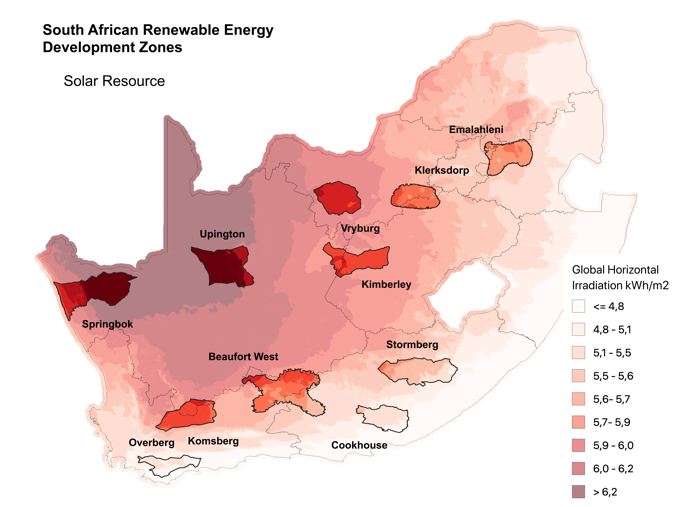 South African Renewable Energy
Development Zones
Solar Resource
Emalahleni
Klerksdorp
Vryburg
Upington
Kimberley
Springbok
Stormberg
Beaufort West
Overberg
Komsberg
Cookhouse
Global Horizontal
Irradiation kWh/m2
<= 4,8
4,8 - 5,1
5,1 - 5,5
5,5 - 5,6
5,6- 5,7
5,7- 5,9
5,9 - 6,0
6,0 - 6,2
> 6,2